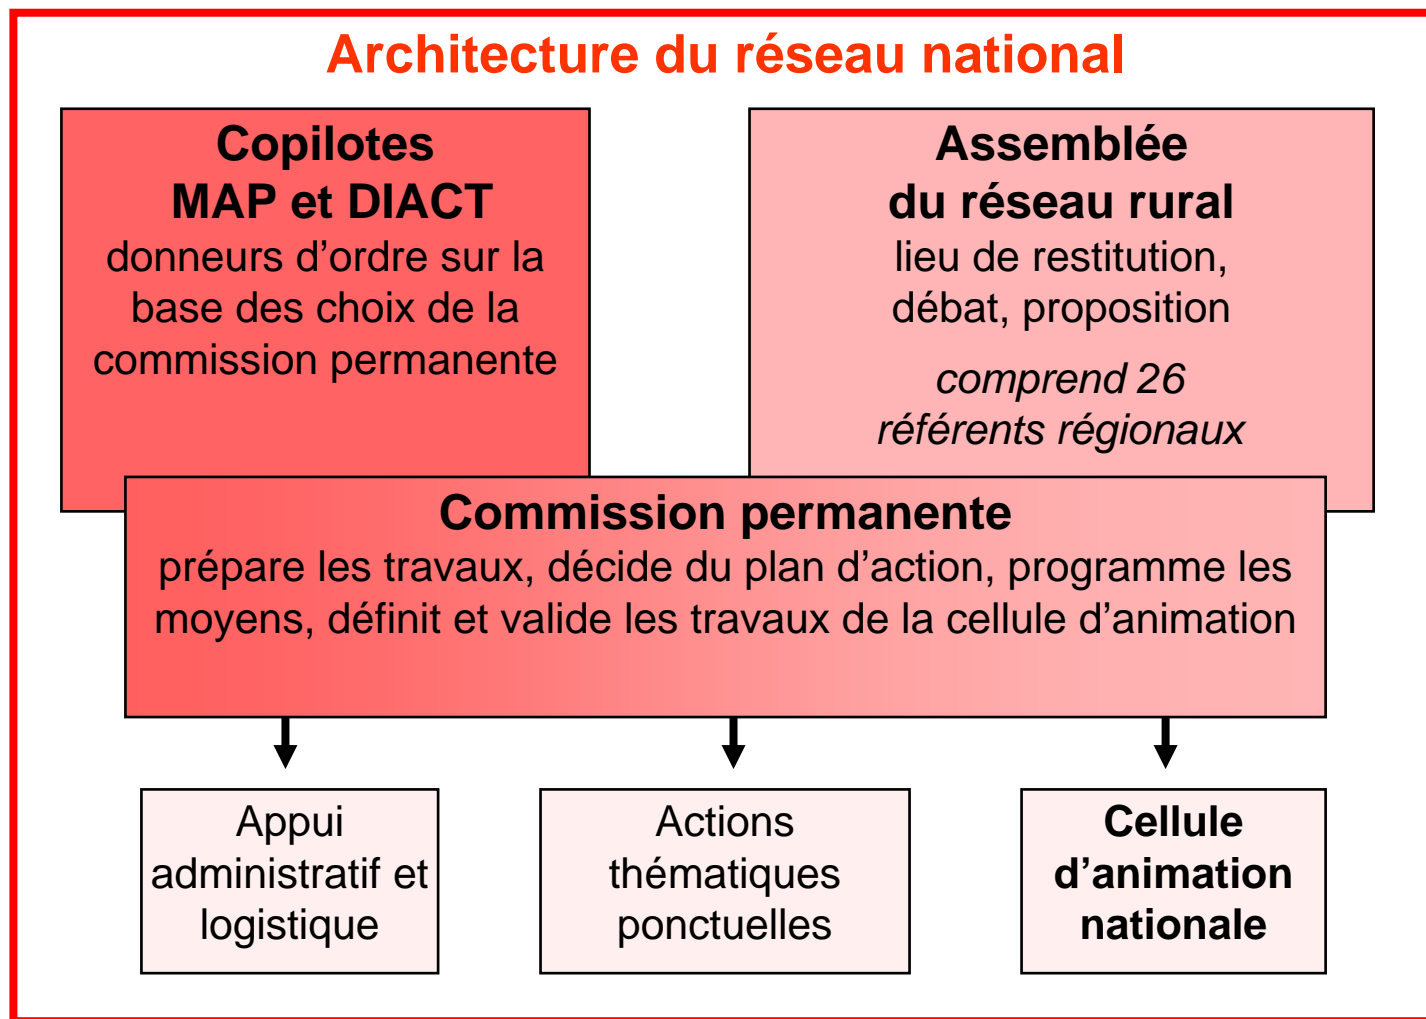 Architecture du réseau national
Copilotes
MAP et DIACT
donneurs d’ordre sur la
base des choix de la
commission permanente
Assemblée
du réseau rural
lieu de restitution,
débat, proposition
comprend 26
référents régionaux
Commission permanente
prépare les travaux, décide du plan d’action, programme les
moyens, définit et valide les travaux de la cellule d’animation
Appui
administratif et
logistique
Actions
thématiques
ponctuelles
Cellule
d’animation
nationale